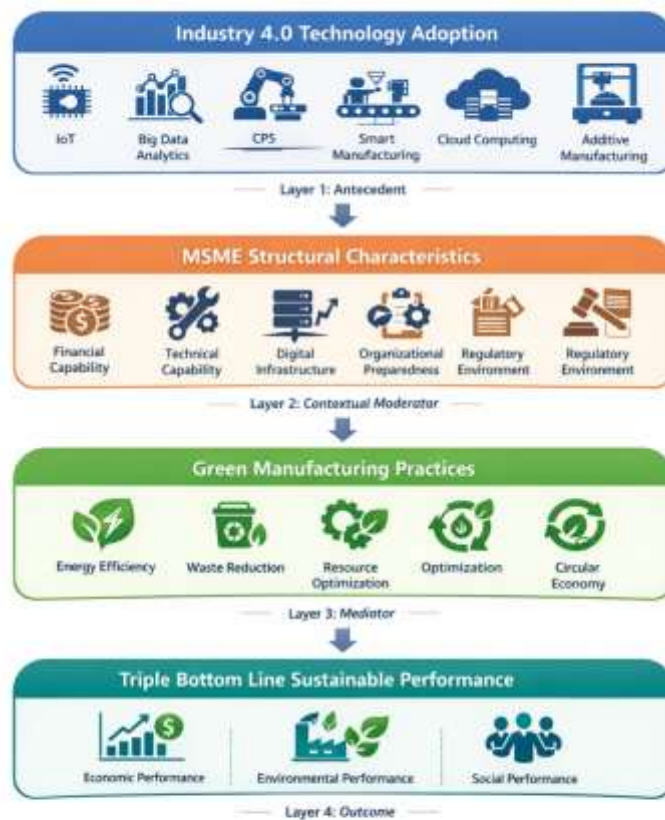 Industry 4.0 Technology Adoption
IoT
Big Data
Analytics
CPS
Smart
Manufacturing
Cloud Computing
Additive
Manufacturing
Layer 1: Antecedent
MSME Structural Characteristics
Financial
Capability
Technical
Capability
Digital
Infrastructure
Organizational
Preparedness
Regulatory
Environment
Regulatory
Environment
Layer 2: Contextual Moderator
Green Manufacturing Practices
Energy Efficiency
Waste Reduction
Resource
Optimization
Optimization
Circular
Economy
Layer 3: Mediator
Triple Bottom Line Sustainable Performance
Economic Performance
Environmental Performance
Social Performance
Layer 4: Outcome